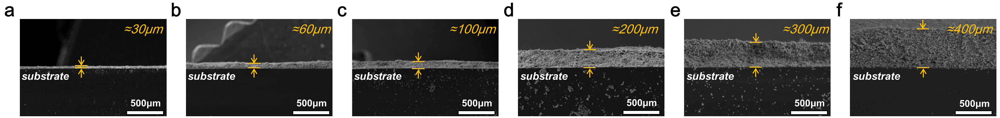 a
≈30μm
substrate
500μm
b
≈60μm
substrate
500μm
c
≈100μm
substrate
500μm
d
≈200μm
substrate
500μm
e
≈300μm
substrate
500μm
f
≈400μm
substrate
500μm